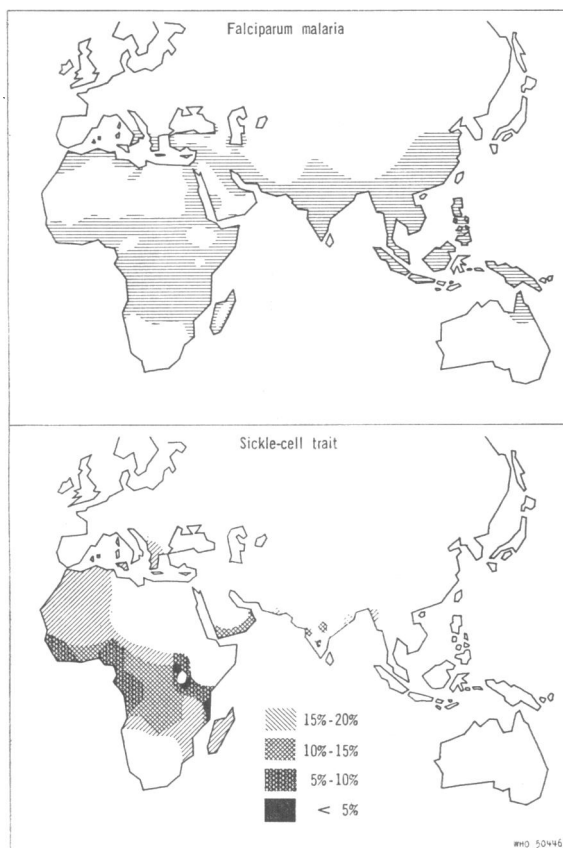 Falciparum malaria
Sickle-cell trait
15%-20%
10%-15%
5%-10%
< 5%
WHO 50446